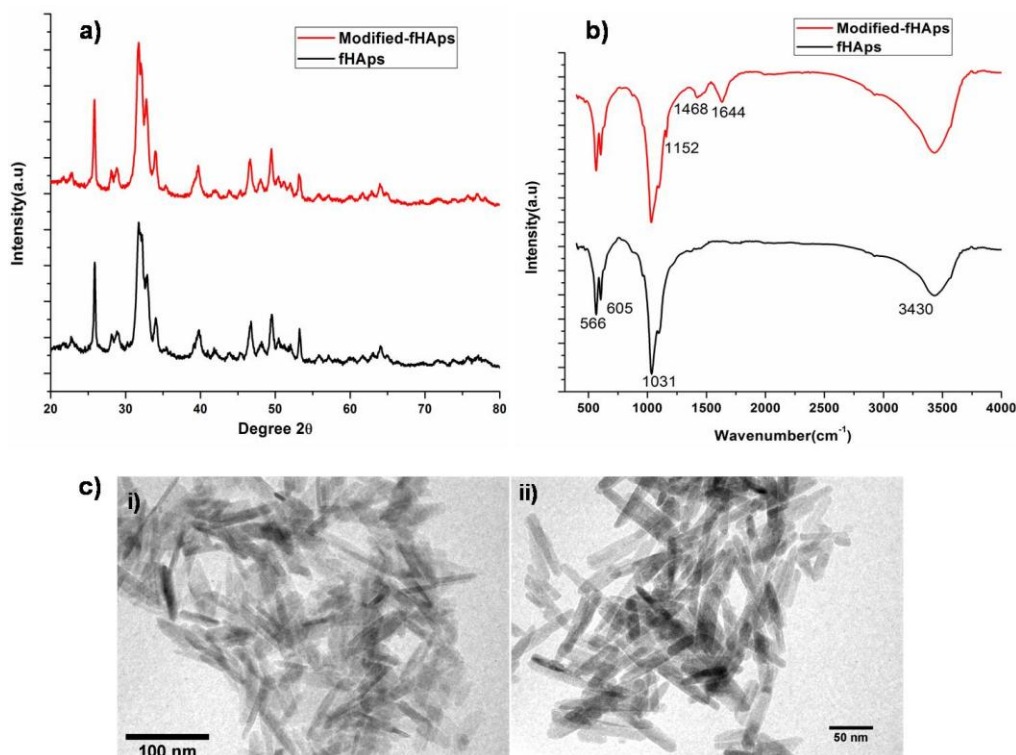 a)
Modified-fHAps
fHAps
Intensity(a.u)
20 30 40 50 60 70 80
Degree 2θ
b)
Modified-fHAps
fHAps
1468 1644
1152
605
566
3430
1031
Intensity(a.u)
500 1000 1500 2000 2500 3000 3500 4000
Wavenumber(cm⁻¹)
c)
i)
100 nm
ii)
50 nm